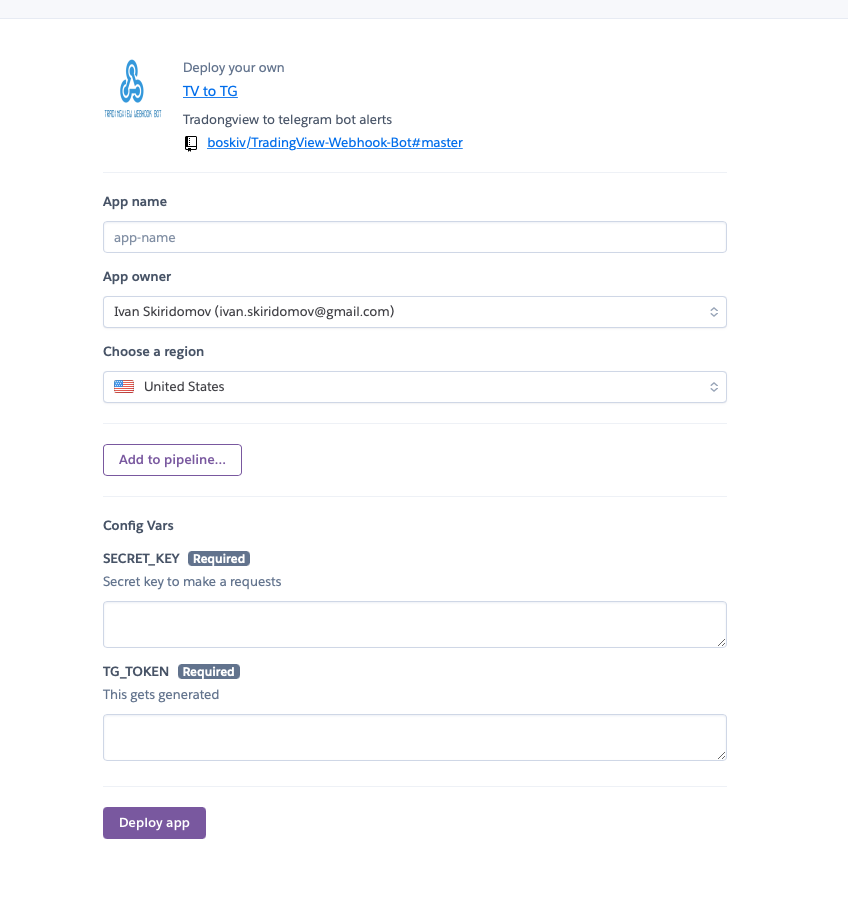 Deploy your own
TV to TG
TRADINGVIEW WEBHOOK BOT
Tradongview to telegram bot alerts
boskiv/TradingView-Webhook-Bot#master
App name
app-name
App owner
Ivan Skiridomov (ivan.skiridomov@gmail.com)
Choose a region
United States
Add to pipeline...
Config Vars
SECRET_KEY Required
Secret key to make a requests
TG_TOKEN Required
This gets generated
Deploy app